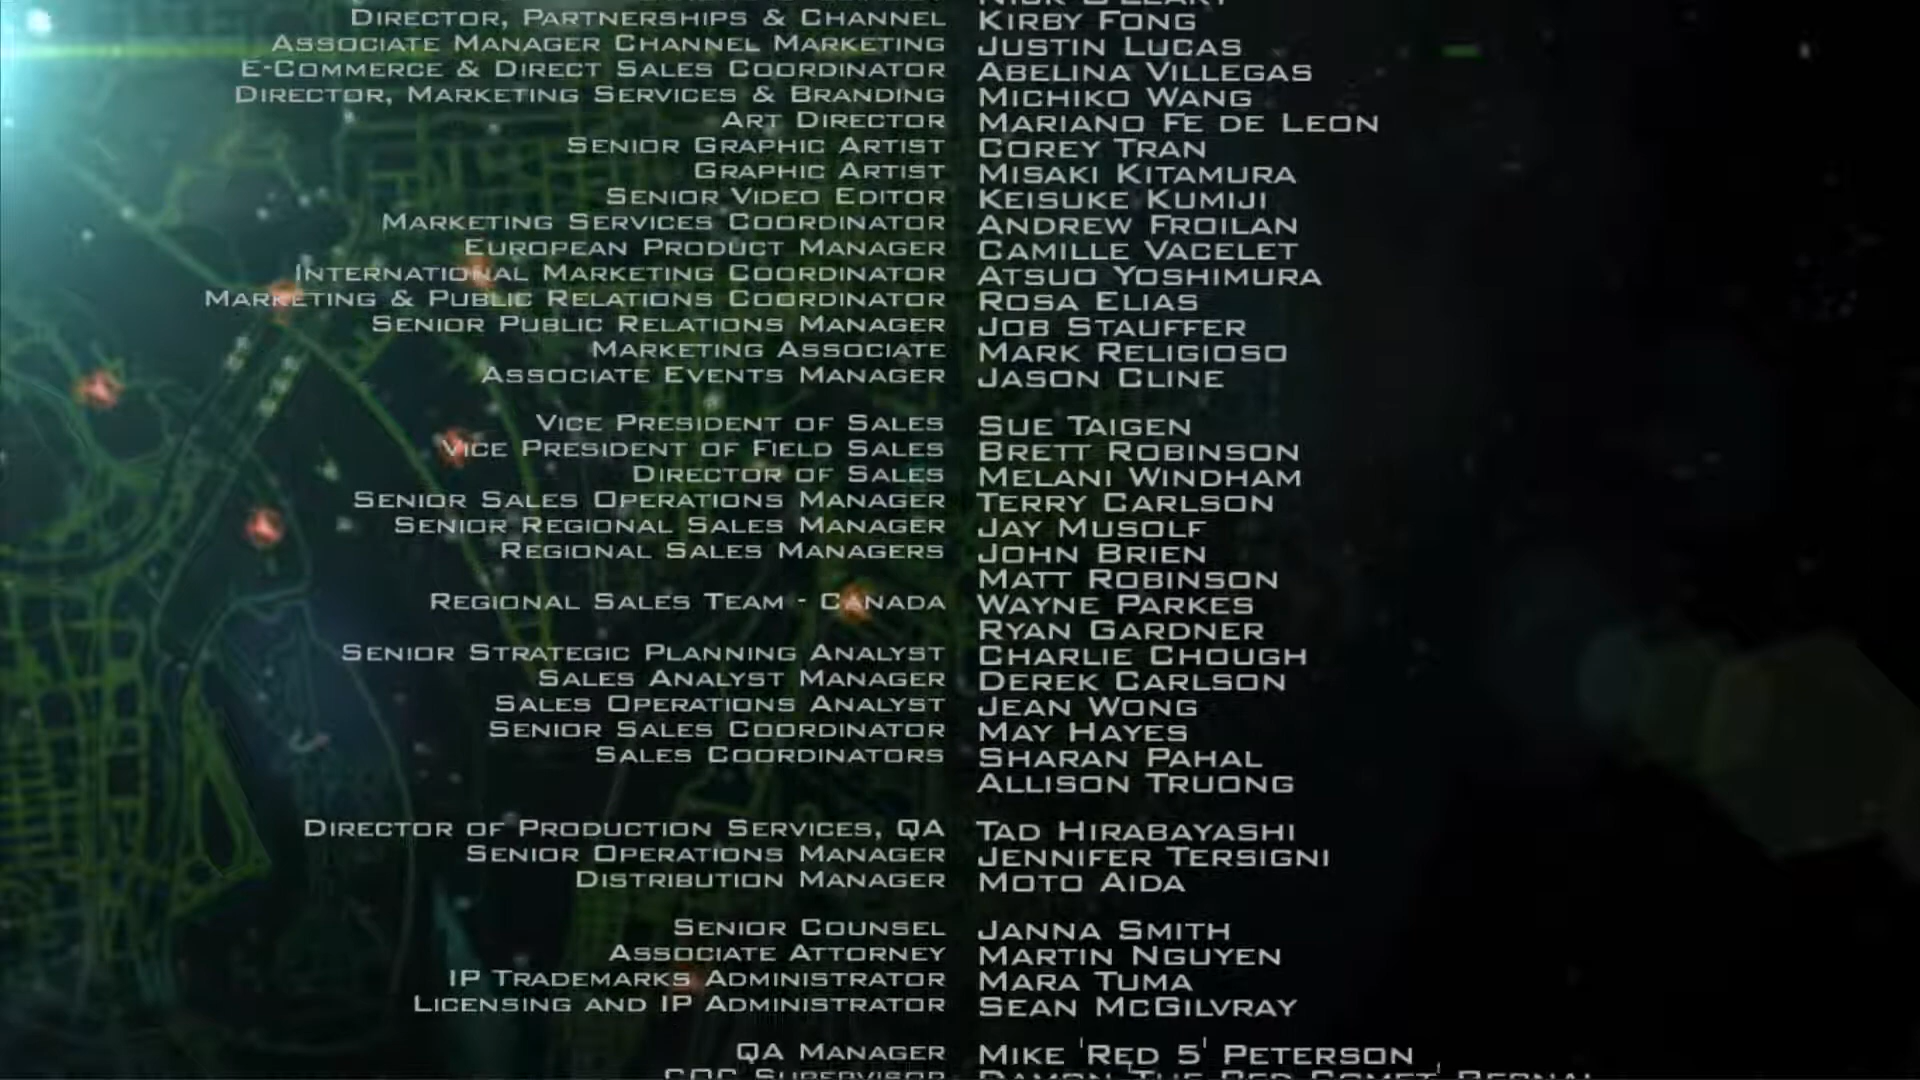 DIRECTOR, PARTNERSHIPS & CHANNEL KIRBY FONG
ASSOCIATE MANAGER CHANNEL MARKETING JUSTIN LUCAS
E-COMMERCE & DIRECT SALES COORDINATOR ABELINA VILLEGAS
DIRECTOR, MARKETING SERVICES & BRANDING MICHIKO WANG
ART DIRECTOR MARIANO FE DE LEON
SENIOR GRAPHIC ARTIST COREY TRAN
GRAPHIC ARTIST MISAKI KITAMURA
SENIOR VIDEO EDITOR KEISUKE KUMIJI
MARKETING SERVICES COORDINATOR ANDREW FROILAN
EUROPEAN PRODUCT MANAGER CAMILLE VACELET
INTERNATIONAL MARKETING COORDINATOR ATSUO YOSHIMURA
MARKETING & PUBLIC RELATIONS COORDINATOR ROSA ELIAS
SENIOR PUBLIC RELATIONS MANAGER JOB STAUFFER
MARKETING ASSOCIATE MARK RELIGIOSO
ASSOCIATE EVENTS MANAGER JASON CLINE
VICE PRESIDENT OF SALES SUE TAIGEN
VICE PRESIDENT OF FIELD SALES BRETT ROBINSON
DIRECTOR OF SALES MELANI WINDHAM
SENIOR SALES OPERATIONS MANAGER TERRY CARLSON
SENIOR REGIONAL SALES MANAGER JAY MUSOLF
REGIONAL SALES MANAGERS JOHN BRIEN
MATT ROBINSON
REGIONAL SALES TEAM - CANADA WAYNE PARKES
RYAN GARDNER
SENIOR STRATEGIC PLANNING ANALYST CHARLIE CHOUGH
SALES ANALYST MANAGER DEREK CARLSON
SALES OPERATIONS ANALYST JEAN WONG
SENIOR SALES COORDINATOR MAY HAYES
SALES COORDINATORS SHARAN PAHAL
ALLISON TRUONG
DIRECTOR OF PRODUCTION SERVICES, QA TAD HIRABAYASHI
SENIOR OPERATIONS MANAGER JENNIFER TERSIGNI
DISTRIBUTION MANAGER MOTO AIDA
SENIOR COUNSEL JANNA SMITH
ASSOCIATE ATTORNEY MARTIN NGUYEN
IP TRADEMARKS ADMINISTRATOR MARA TUMA
LICENSING AND IP ADMINISTRATOR SEAN MCGILVRAY
QA MANAGER MIKE 'RED 5' PETERSON